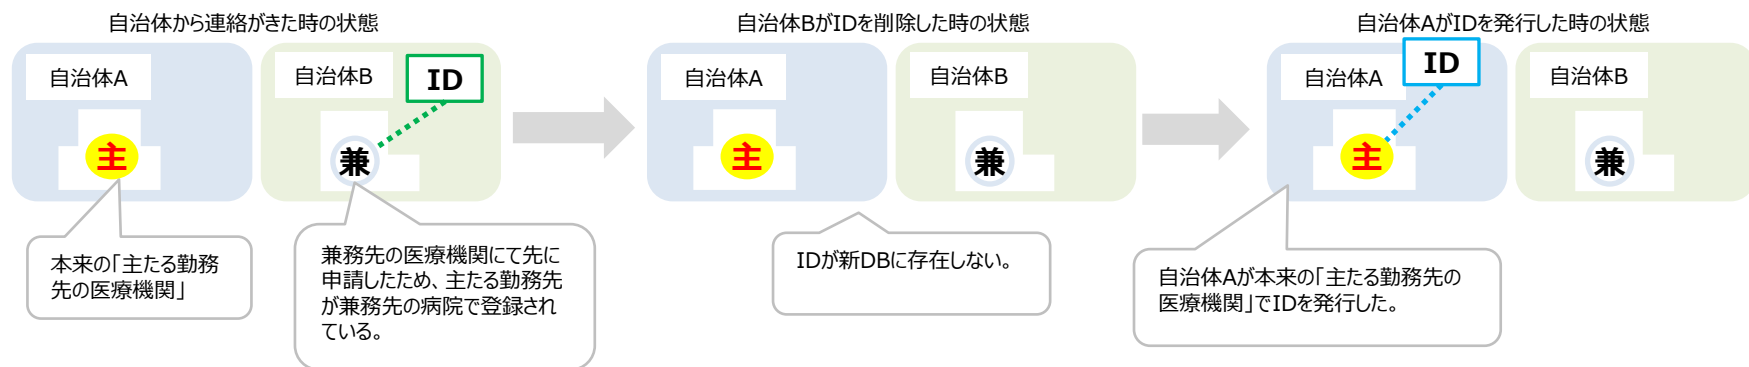 自治体から連絡がきた時の状態
自治体A
主
自治体B
ID
兼
本来の「主たる勤務
先の医療機関」
兼務先の医療機関にて先に
申請したため、主たる勤務先
が兼務先の病院で登録され
ている。
自治体BがIDを削除した時の状態
自治体A
主
自治体B
兼
IDが新DBに存在しない。
自治体AがIDを発行した時の状態
自治体A
ID
主
自治体B
兼
自治体Aが本来の「主たる勤務先の
医療機関」でIDを発行した。